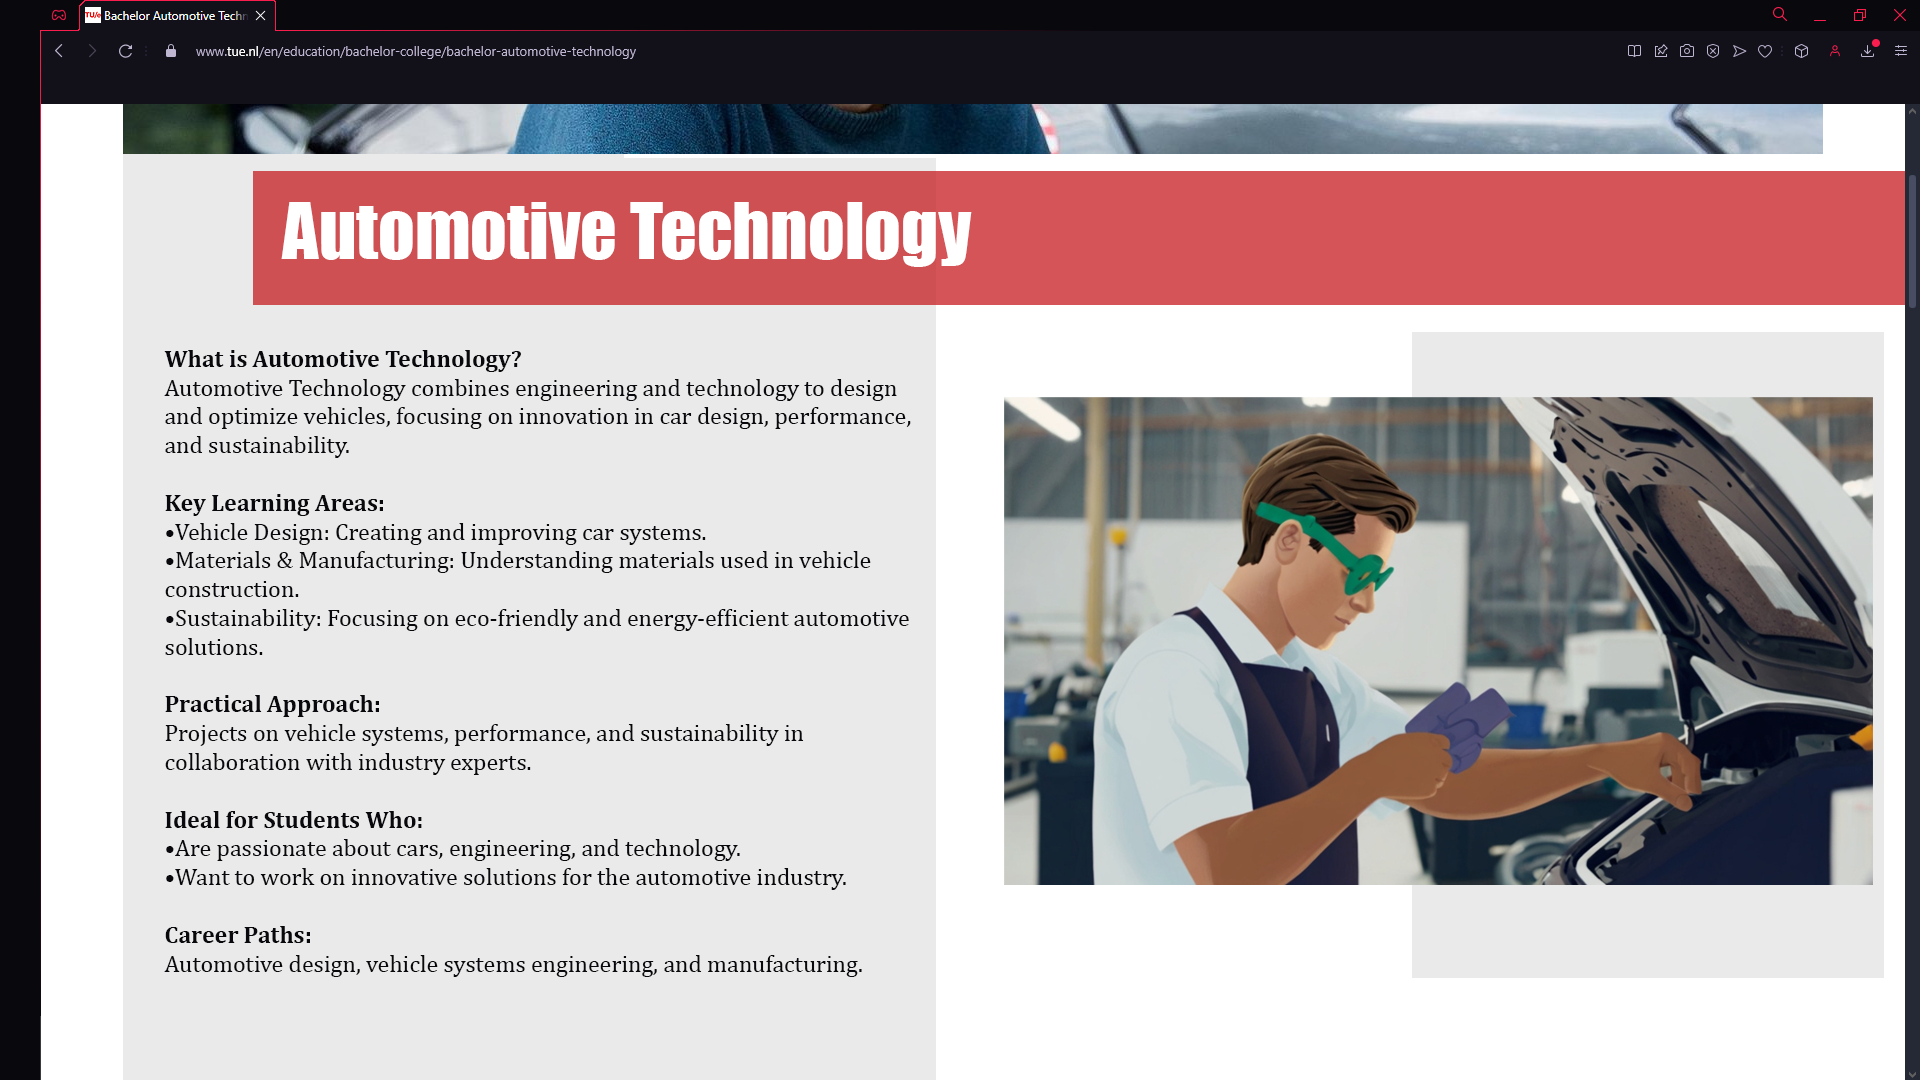 TU/e Bachelor Automotive Techn
www.tue.nl/en/education/bachelor-college/bachelor-automotive-technology
Automotive Technology
What is Automotive Technology?
Automotive Technology combines engineering and technology to design
and optimize vehicles, focusing on innovation in car design, performance,
and sustainability.
Key Learning Areas:
•Vehicle Design: Creating and improving car systems.
•Materials & Manufacturing: Understanding materials used in vehicle
construction.
•Sustainability: Focusing on eco-friendly and energy-efficient automotive
solutions.
Practical Approach:
Projects on vehicle systems, performance, and sustainability in
collaboration with industry experts.
Ideal for Students Who:
•Are passionate about cars, engineering, and technology.
•Want to work on innovative solutions for the automotive industry.
Career Paths:
Automotive design, vehicle systems engineering, and manufacturing.